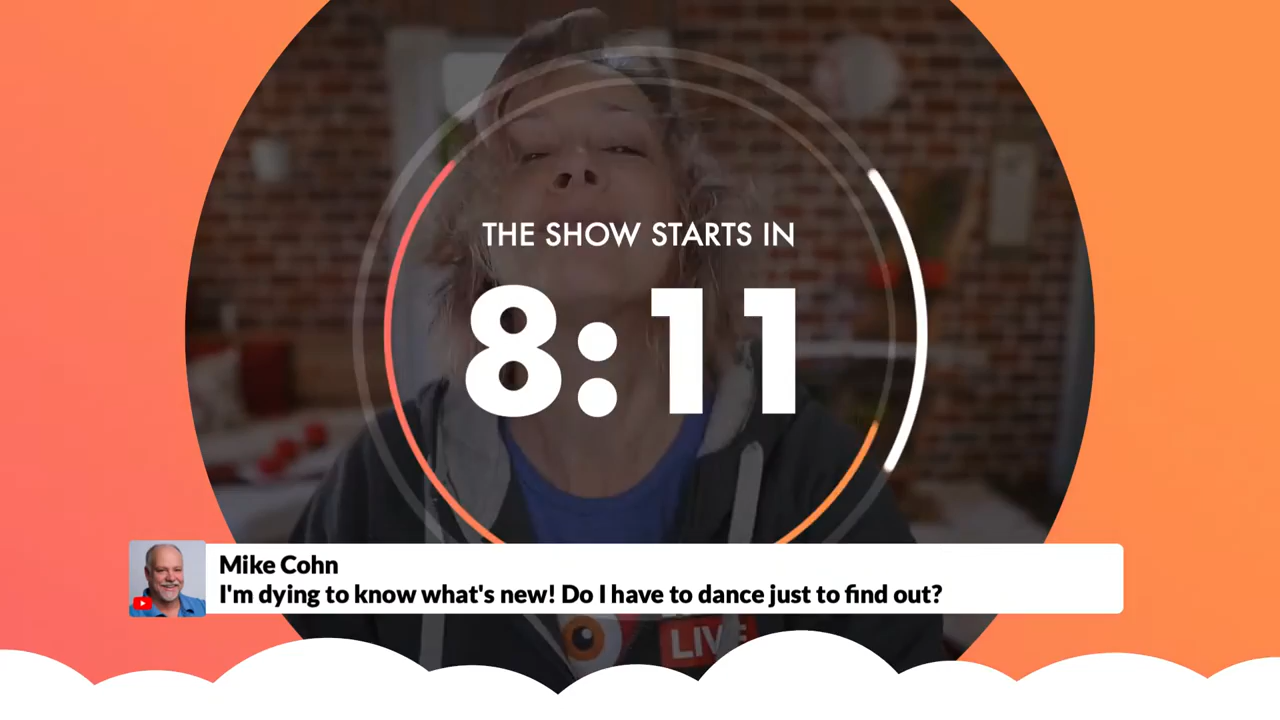 THE SHOW STARTS IN
8:11
Mike Cohn
I'm dying to know what's new! Do I have to dance just to find out?
LIVE